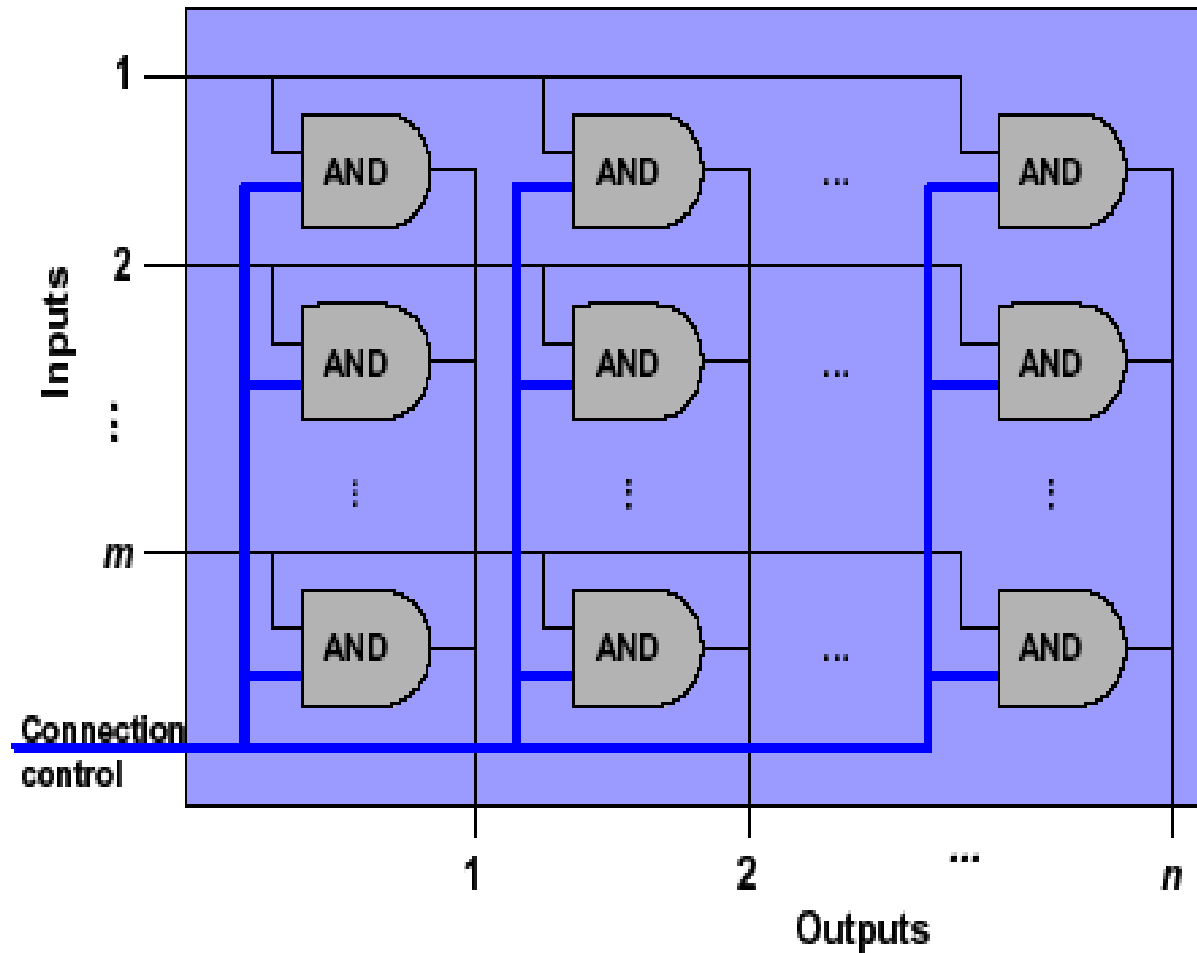 1
AND AND ... AND
2
Inputs
AND AND ... AND
...
... ... ...
m
AND AND ... AND
Connection
control
1 2 ... n
Outputs